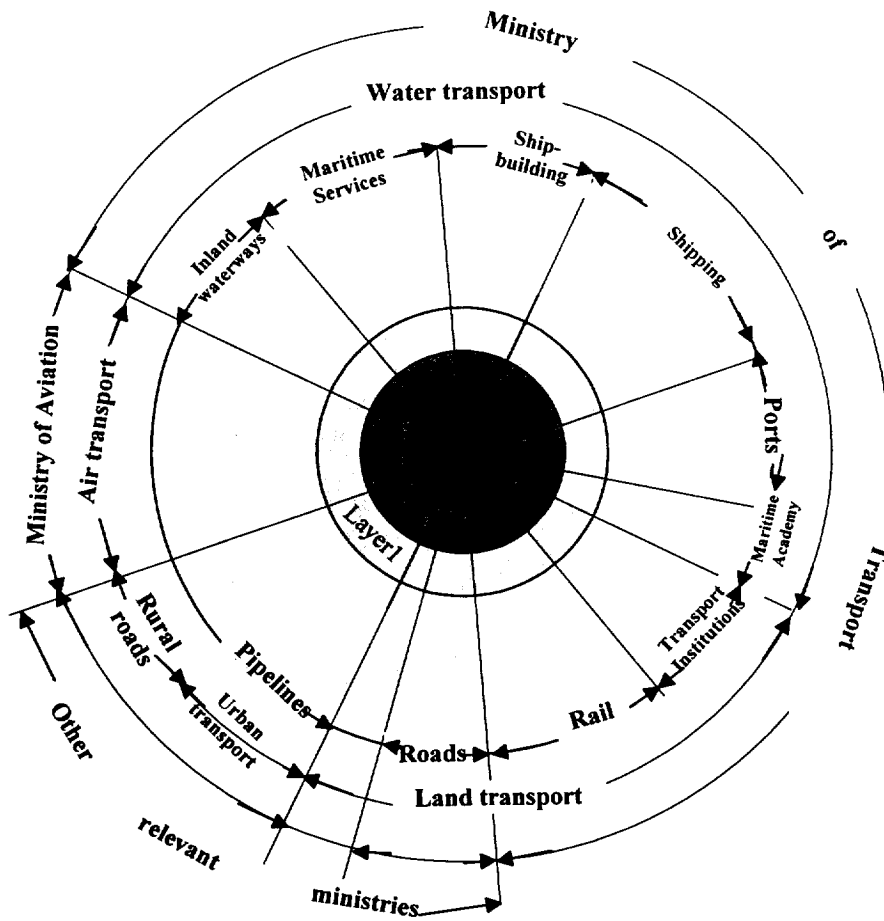 Ministry
of
Transport
Water transport
Ship-
building
Maritime
Services
Inland
waterways
Shipping
Ports
Maritime
Academy
Transport
Institutions
Rail
Roads
Land transport
Pipelines
Urban
transport
Rural
roads
Air transport
Ministry of Aviation
Layer1
Other
relevant
ministries